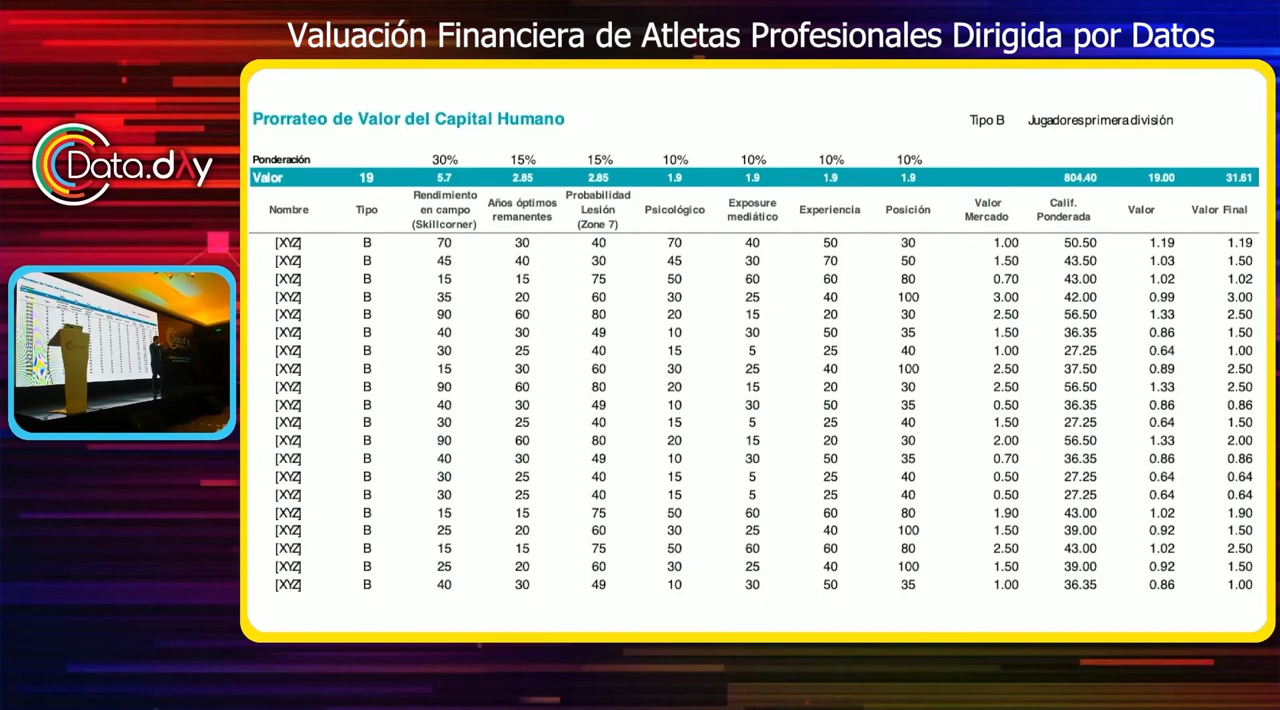 Valuación Financiera de Atletas Profesionales Dirigida por Datos
Data.dλy
Prorrateo de Valor del Capital Humano
Tipo B Jugadores primera división
Ponderación 30% 15% 15% 10% 10% 10% 10%
Valor 19 5.7 2.85 2.85 1.9 1.9 1.9 1.9 804.40 19.00 31.61
Nombre Tipo Rendimiento en campo (Skillcorner) Años óptimos remanentes Probabilidad Lesión (Zone 7) Psicológico Exposure mediático Experiencia Posición Valor Mercado Calif. Ponderada Valor Valor Final
[XYZ] B 70 30 40 70 40 50 30 1.00 50.50 1.19 1.19
[XYZ] B 45 40 30 45 30 70 50 1.50 43.50 1.03 1.50
[XYZ] B 15 15 75 50 60 60 80 0.70 43.00 1.02 1.02
[XYZ] B 35 20 60 30 25 40 100 3.00 42.00 0.99 3.00
[XYZ] B 90 60 80 20 15 20 30 2.50 56.50 1.33 2.50
[XYZ] B 40 30 49 10 30 50 35 1.50 36.35 0.86 1.50
[XYZ] B 30 25 40 15 5 25 40 1.00 27.25 0.64 1.00
[XYZ] B 15 30 60 30 25 40 100 2.50 37.50 0.89 2.50
[XYZ] B 90 60 80 20 15 20 30 2.50 56.50 1.33 2.50
[XYZ] B 40 30 49 10 30 50 35 0.50 36.35 0.86 0.86
[XYZ] B 30 25 40 15 5 25 40 1.50 27.25 0.64 1.50
[XYZ] B 90 60 80 20 15 20 30 2.00 56.50 1.33 2.00
[XYZ] B 40 30 49 10 30 50 35 0.70 36.35 0.86 0.86
[XYZ] B 30 25 40 15 5 25 40 0.50 27.25 0.64 0.64
[XYZ] B 30 25 40 15 5 25 40 0.50 27.25 0.64 0.64
[XYZ] B 15 15 75 50 60 60 80 1.90 43.00 1.02 1.90
[XYZ] B 25 20 60 30 25 40 100 1.50 39.00 0.92 1.50
[XYZ] B 15 15 75 50 60 60 80 2.50 43.00 1.02 2.50
[XYZ] B 25 20 60 30 25 40 100 1.50 39.00 0.92 1.50
[XYZ] B 40 30 49 10 30 50 35 1.00 36.35 0.86 1.00